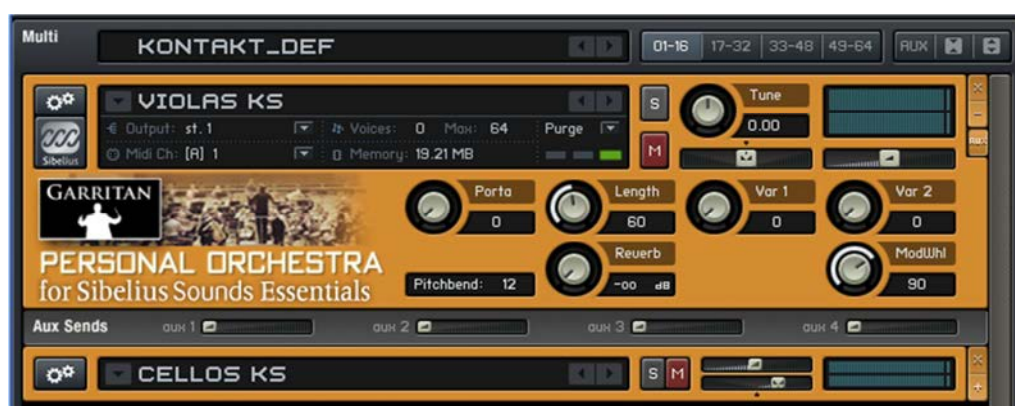 Multi
KONTAKT_DEF
01-16 17-32 33-48 49-64 AUX
VIOLAS KS
S
Tune
0.00
Output: st.1 Voices: 0 Max: 64 Purge
Midi Ch: [A] 1 Memory: 19.21 MB
M
Sibelius
AUX
GARRITAN
Porta
0
Length
60
Var 1
0
Var 2
0
PERSONAL ORCHESTRA
for Sibelius Sounds Essentials
Pitchbend: 12
Reverb
-oo dB
ModWhl
90
Aux Sends aux 1 aux 2 aux 3 aux 4
CELLOS KS
S M